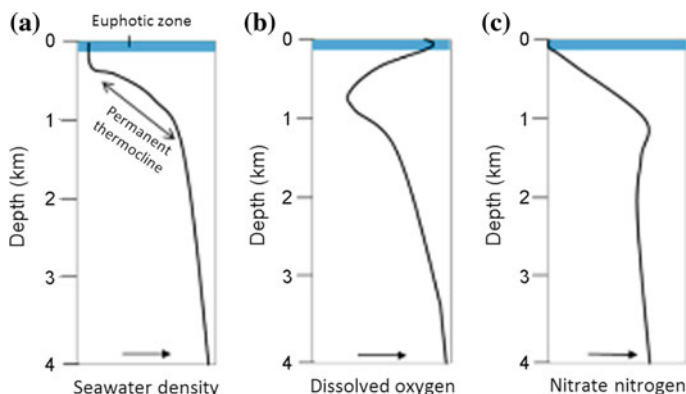 (a)
Euphotic zone
0
1
2
3
4
Depth (km)
Permanent
thermocline
Seawater density
(b)
0
1
2
3
4
Depth (km)
Dissolved oxygen
(c)
0
1
2
3
4
Depth (km)
Nitrate nitrogen